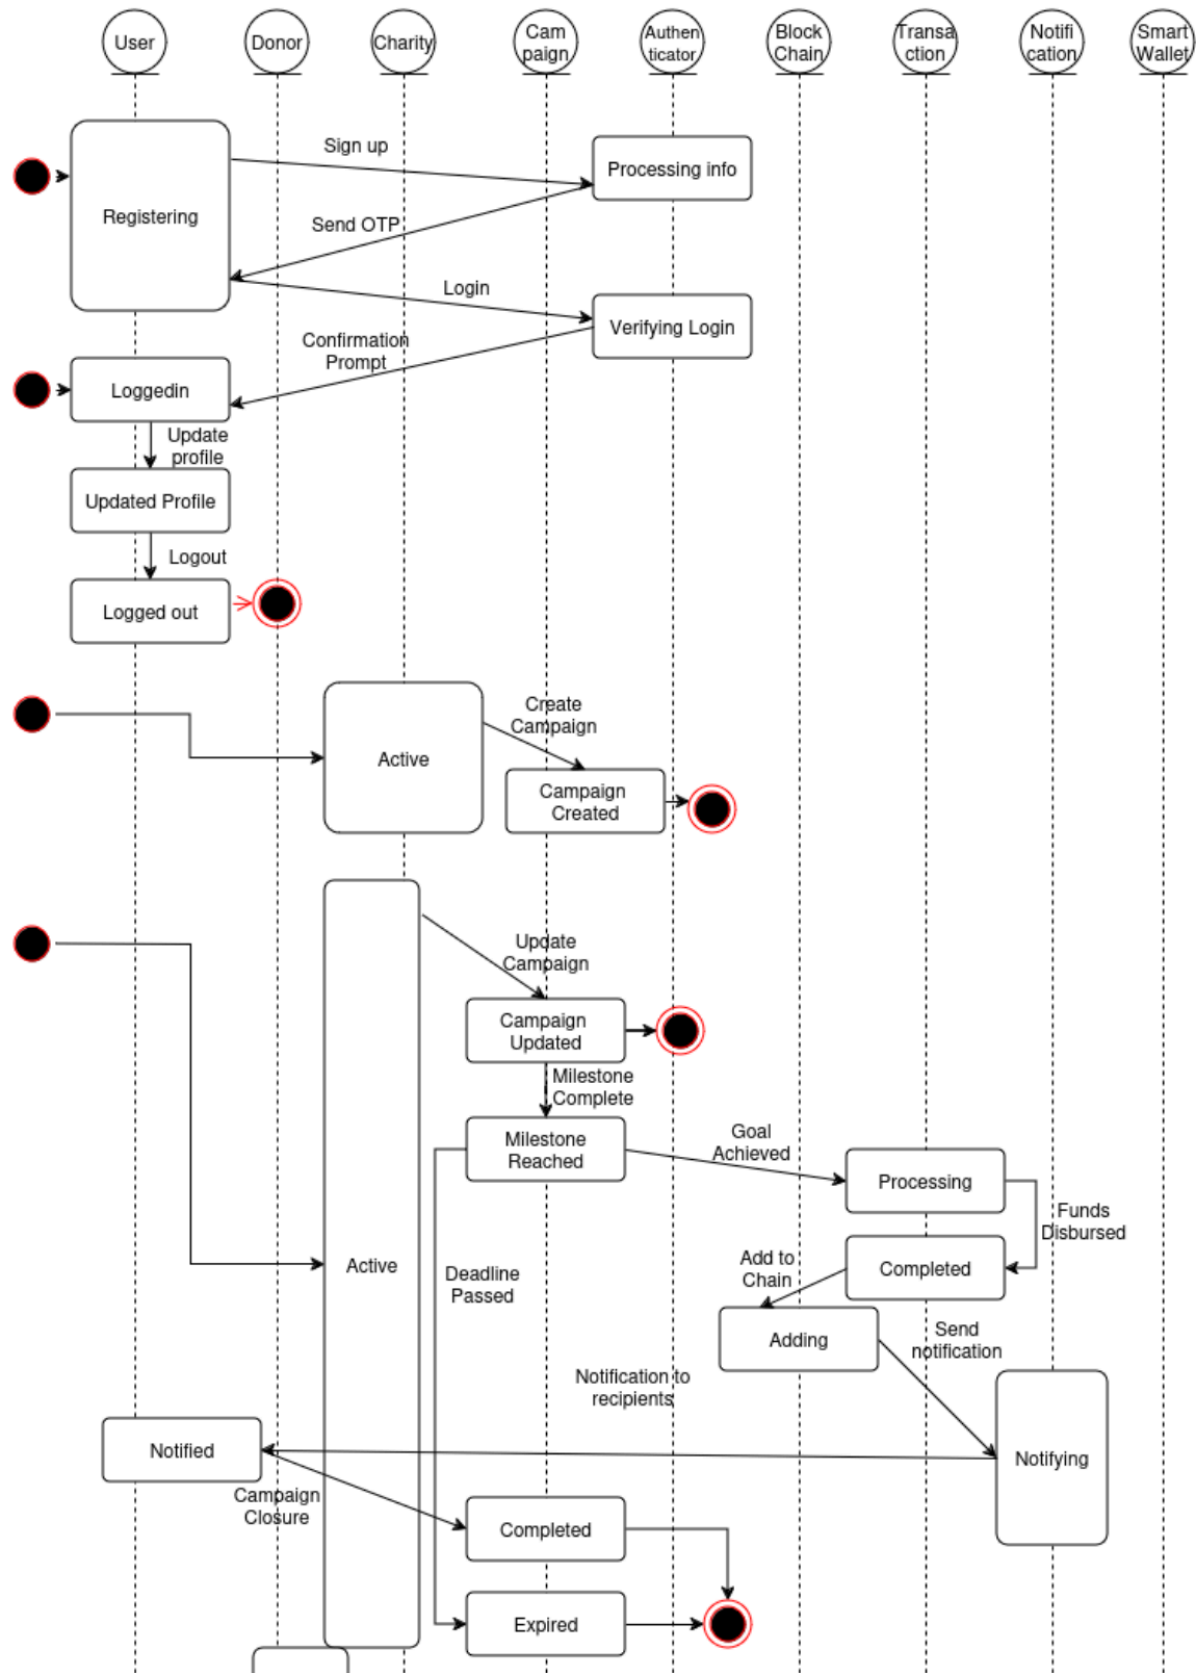 User
Donor
Charity
Cam
paign
Authen
ticator
Block
Chain
Transa
ction
Notifi
cation
Smart
Wallet
Sign up
Processing info
Registering
Send OTP
Login
Verifying Login
Confirmation
Prompt
Loggedin
Update
profile
Updated Profile
Logout
Logged out
Create
Campaign
Active
Campaign
Created
Update
Campaign
Campaign
Updated
Milestone
Complete
Milestone
Reached
Goal
Achieved
Processing
Funds
Disbursed
Completed
Add to
Chain
Active
Deadline
Passed
Adding
Send
notification
Notification to
recipients
Notified
Notifying
Campaign
Closure
Completed
Expired